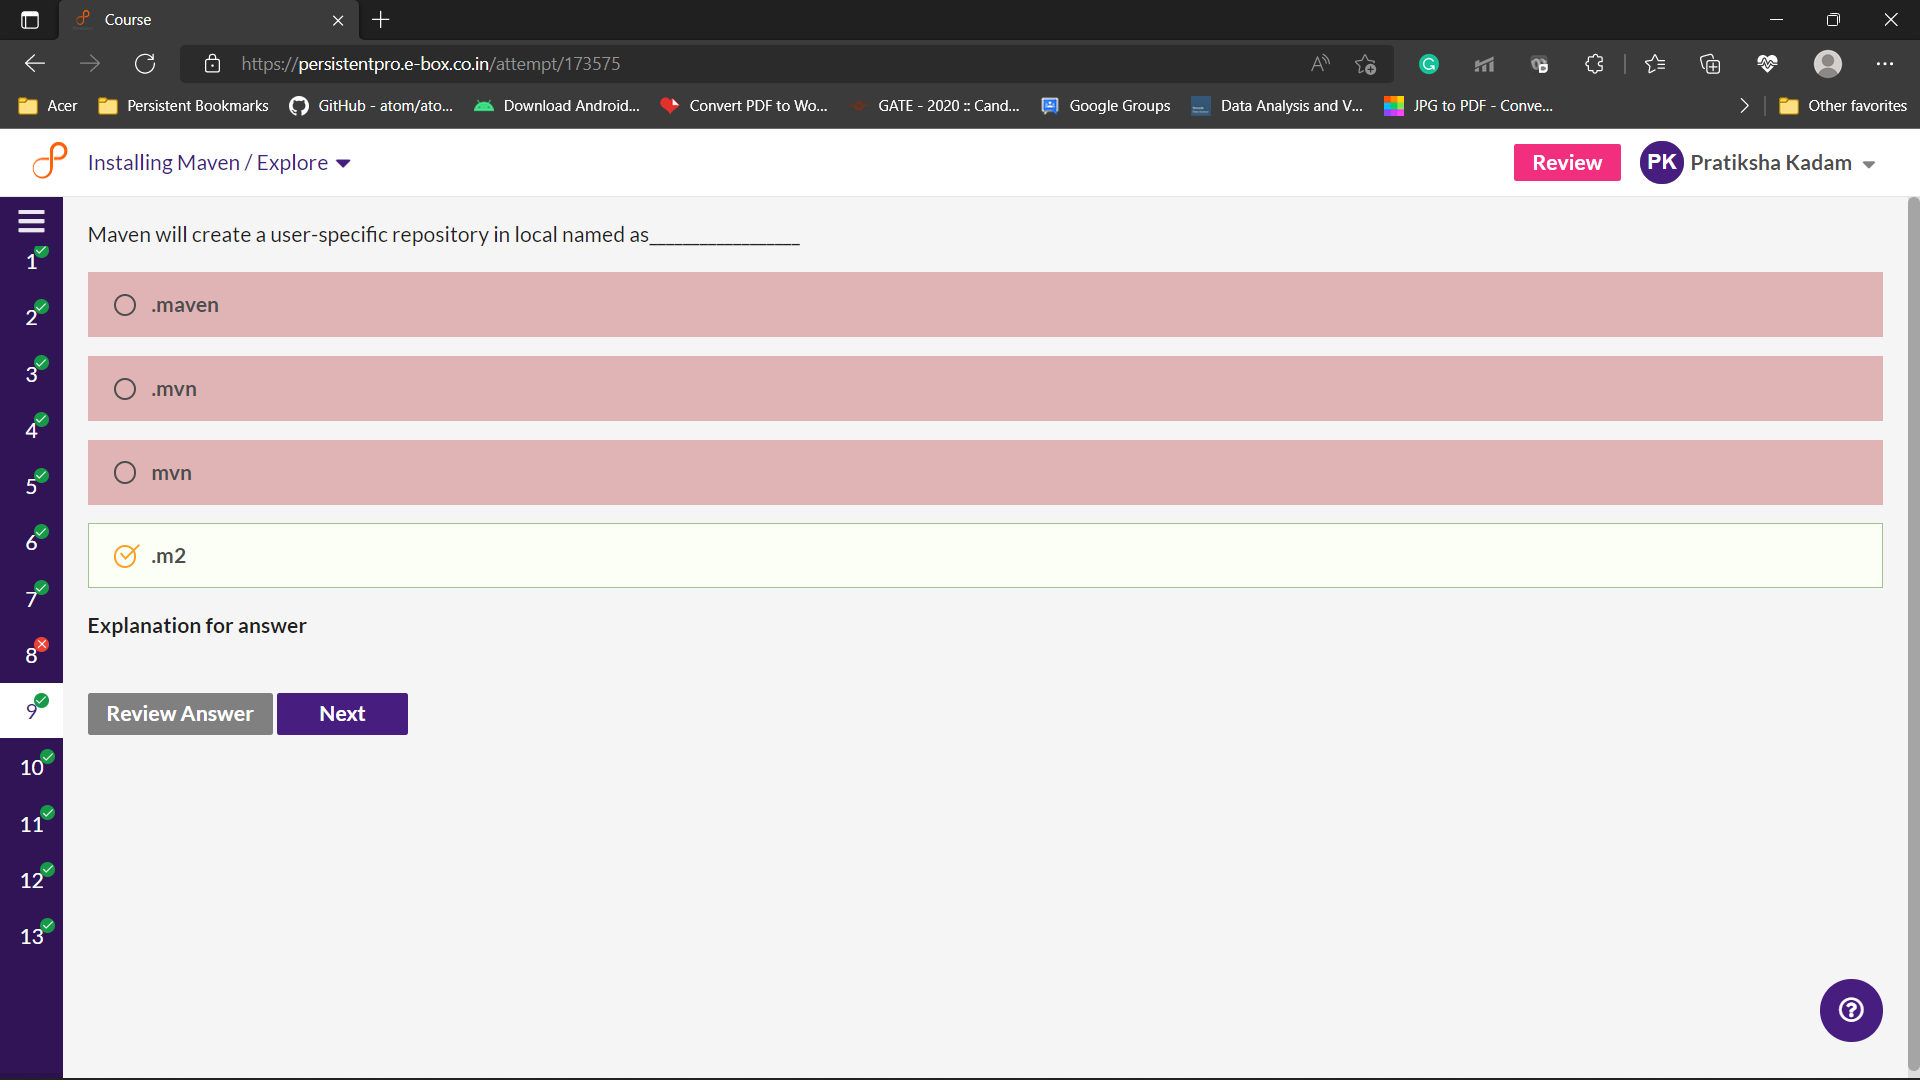 Course
https://persistentpro.e-box.co.in/attempt/173575
Acer
Persistent Bookmarks
GitHub - atom/ato...
Download Android...
Convert PDF to Wo...
GATE - 2020 :: Cand...
Google Groups
Data Analysis and V...
JPG to PDF - Conve...
Other favorites
Installing Maven / Explore
Review
PK Pratiksha Kadam
Maven will create a user-specific repository in local named as________________
.maven
.mvn
mvn
.m2
Explanation for answer
Review Answer
Next
1
2
3
4
5
6
7
8
9
10
11
12
13